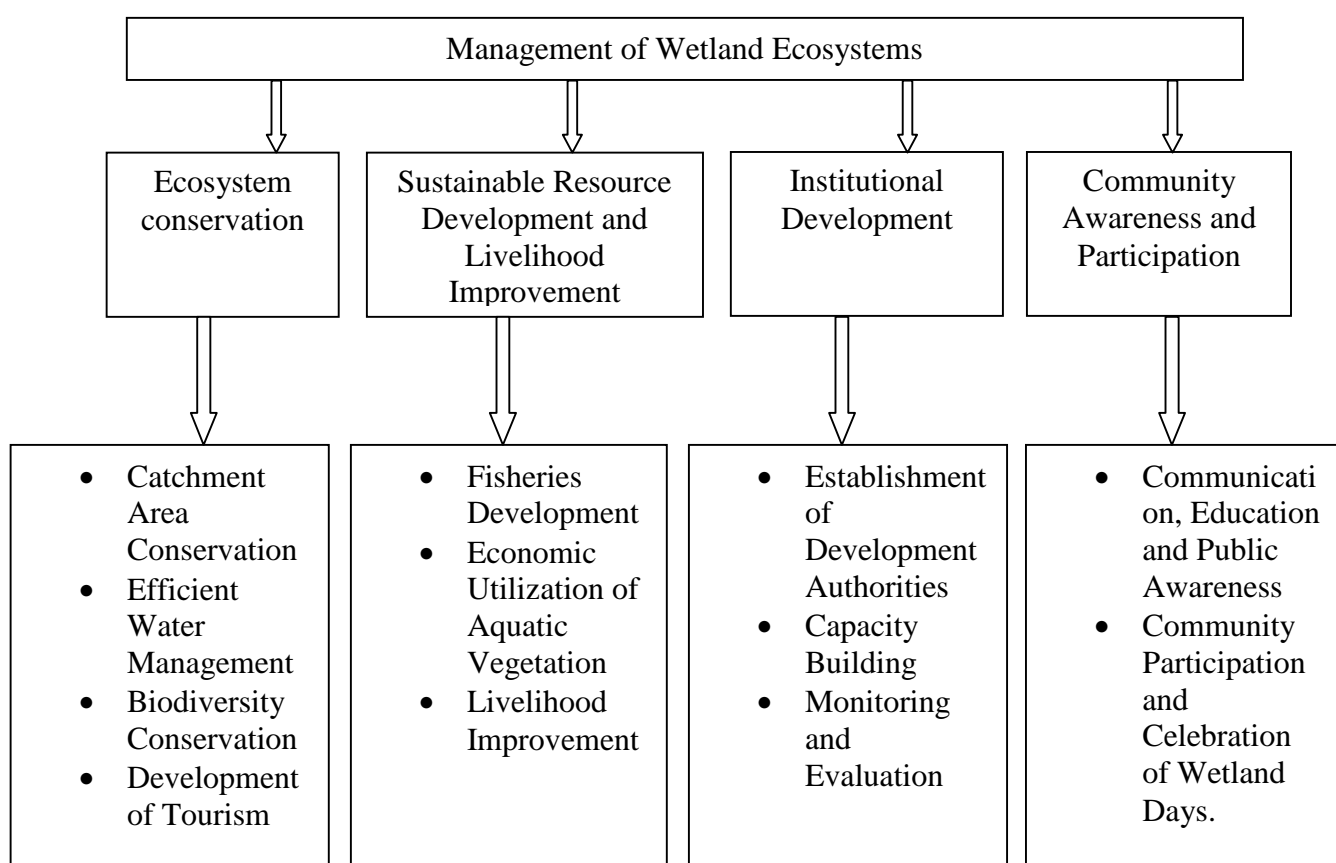 Management of Wetland Ecosystems
Ecosystem
conservation
Sustainable Resource
Development and
Livelihood
Improvement
Institutional
Development
Community
Awareness and
Participation
• Catchment
Area
Conservation
• Efficient
Water
Management
• Biodiversity
Conservation
• Development
of Tourism
• Fisheries
Development
• Economic
Utilization of
Aquatic
Vegetation
• Livelihood
Improvement
• Establishment
of
Development
Authorities
• Capacity
Building
• Monitoring
and
Evaluation
• Communicati
on, Education
and Public
Awareness
• Community
Participation
and
Celebration
of Wetland
Days.